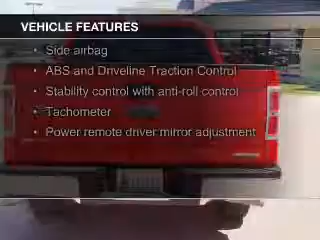 VEHICLE FEATURES
• Side airbag
• ABS and Driveline Traction Control
• Stability control with anti-roll control
• Tachometer
• Power remote driver mirror adjustment